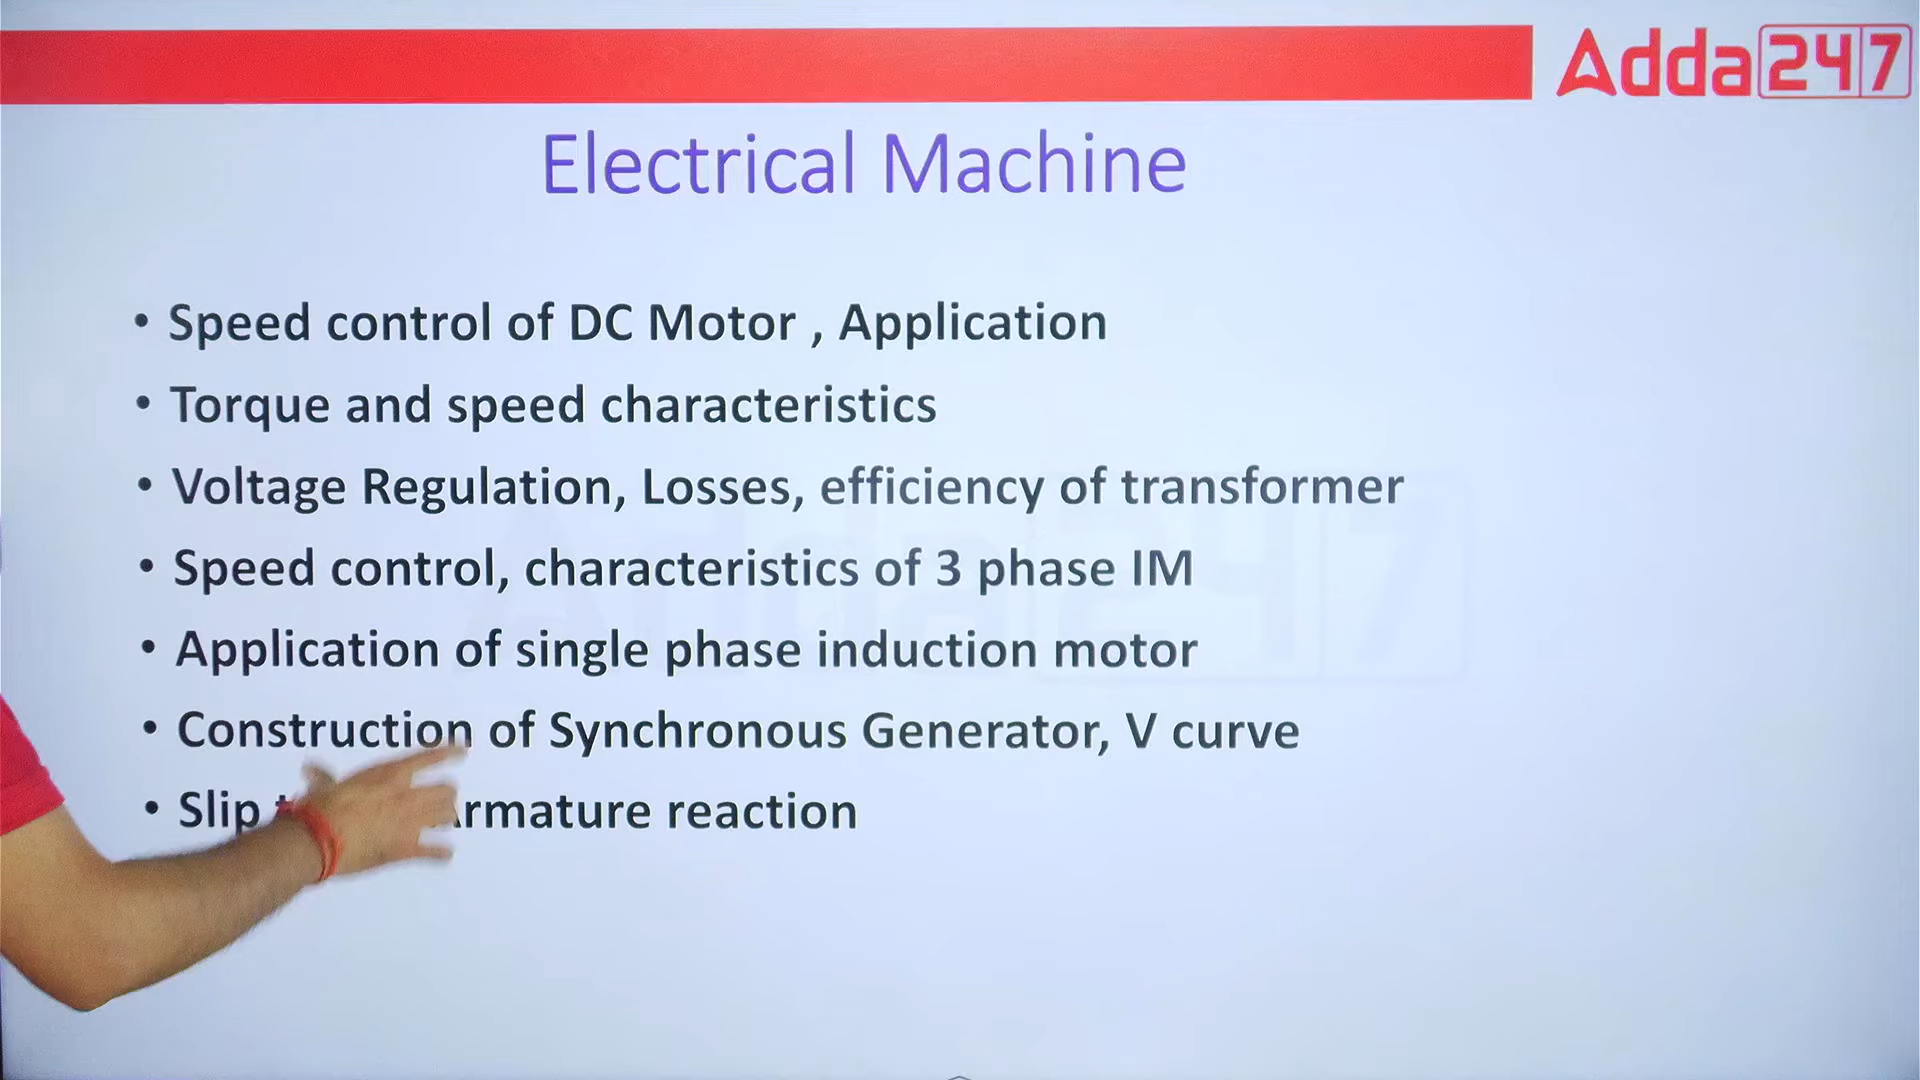 Adda247
Electrical Machine
• Speed control of DC Motor , Application
• Torque and speed characteristics
• Voltage Regulation, Losses, efficiency of transformer
• Speed control, characteristics of 3 phase IM
• Application of single phase induction motor
• Construction of Synchronous Generator, V curve
• Slip rmature reaction